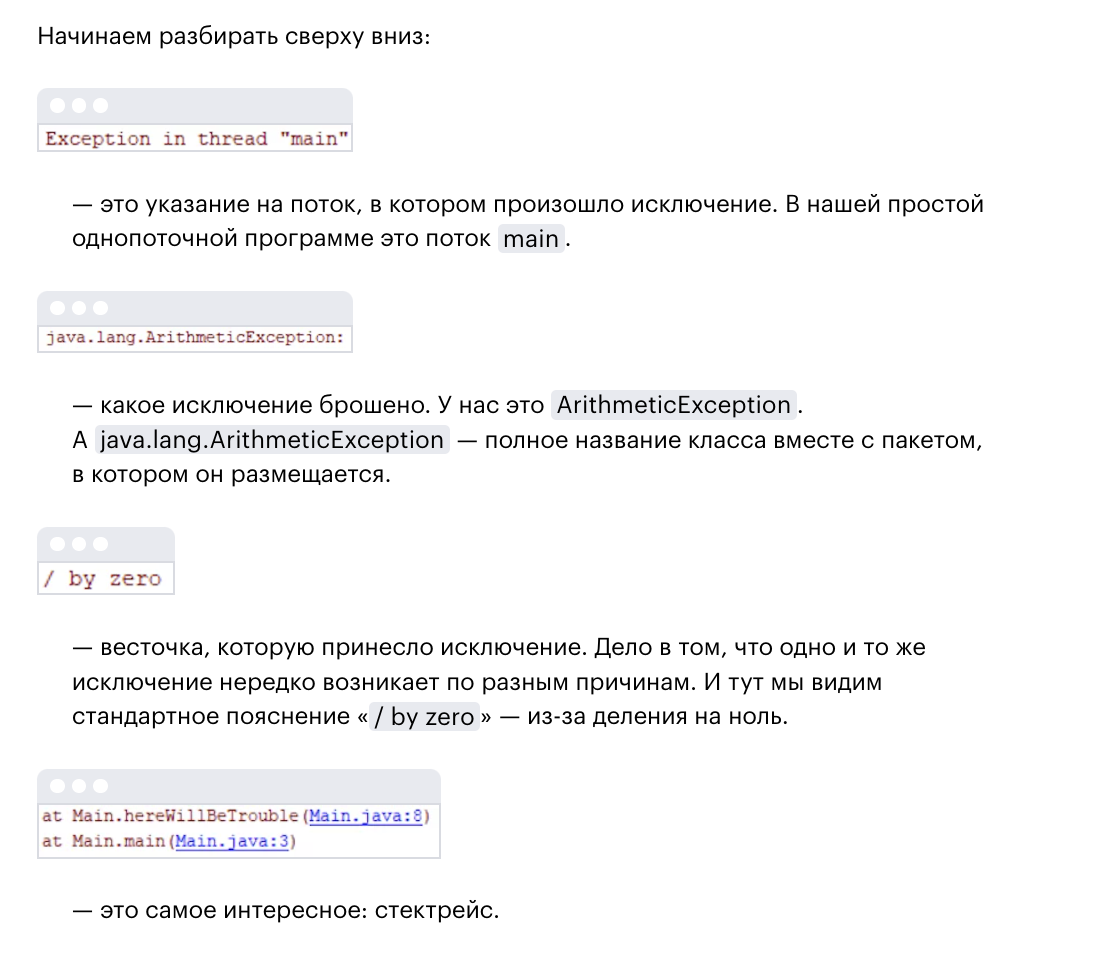 Начинаем разбирать сверху вниз:
Exception in thread "main"
— это указание на поток, в котором произошло исключение. В нашей простой
однопоточной программе это поток main.
java.lang.ArithmeticException:
— какое исключение брошено. У нас это ArithmeticException.
А java.lang.ArithmeticException — полное название класса вместе с пакетом,
в котором он размещается.
/ by zero
— весточка, которую принесло исключение. Дело в том, что одно и то же
исключение нередко возникает по разным причинам. И тут мы видим
стандартное пояснение «/ by zero» — из-за деления на ноль.
at Main.hereWillBeTrouble(Main.java:8)
at Main.main(Main.java:3)
— это самое интересное: стектрейс.